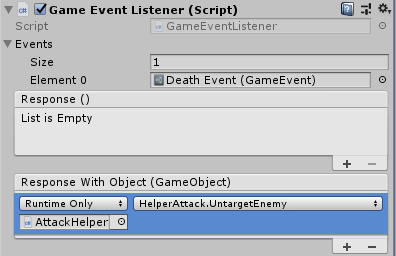 Game Event Listener (Script)
Script GameEventListener
Events
Size 1
Element 0 Death Event (GameEvent)
Response ()
List is Empty
+ −
Response With Object (GameObject)
Runtime Only HelperAttack.UntargetEnemy
AttackHelper
+ −